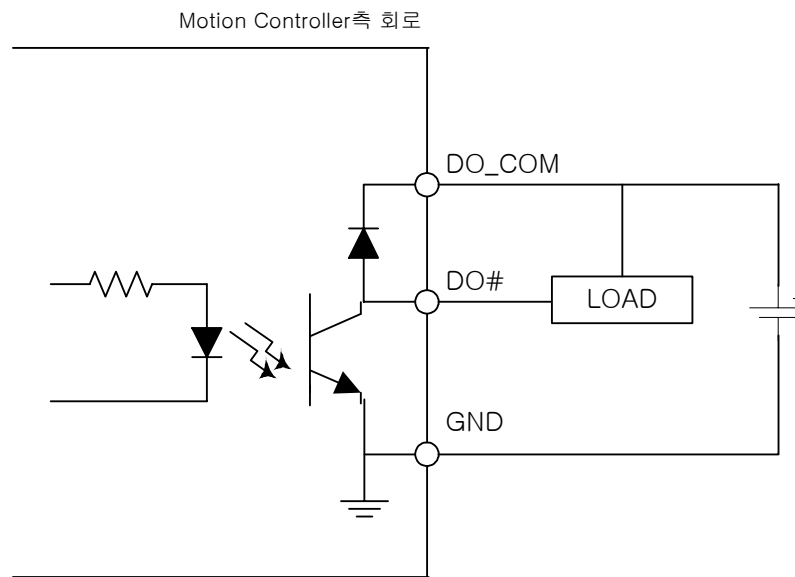 Motion Controller측 회로
DO_COM
DO#
LOAD
GND